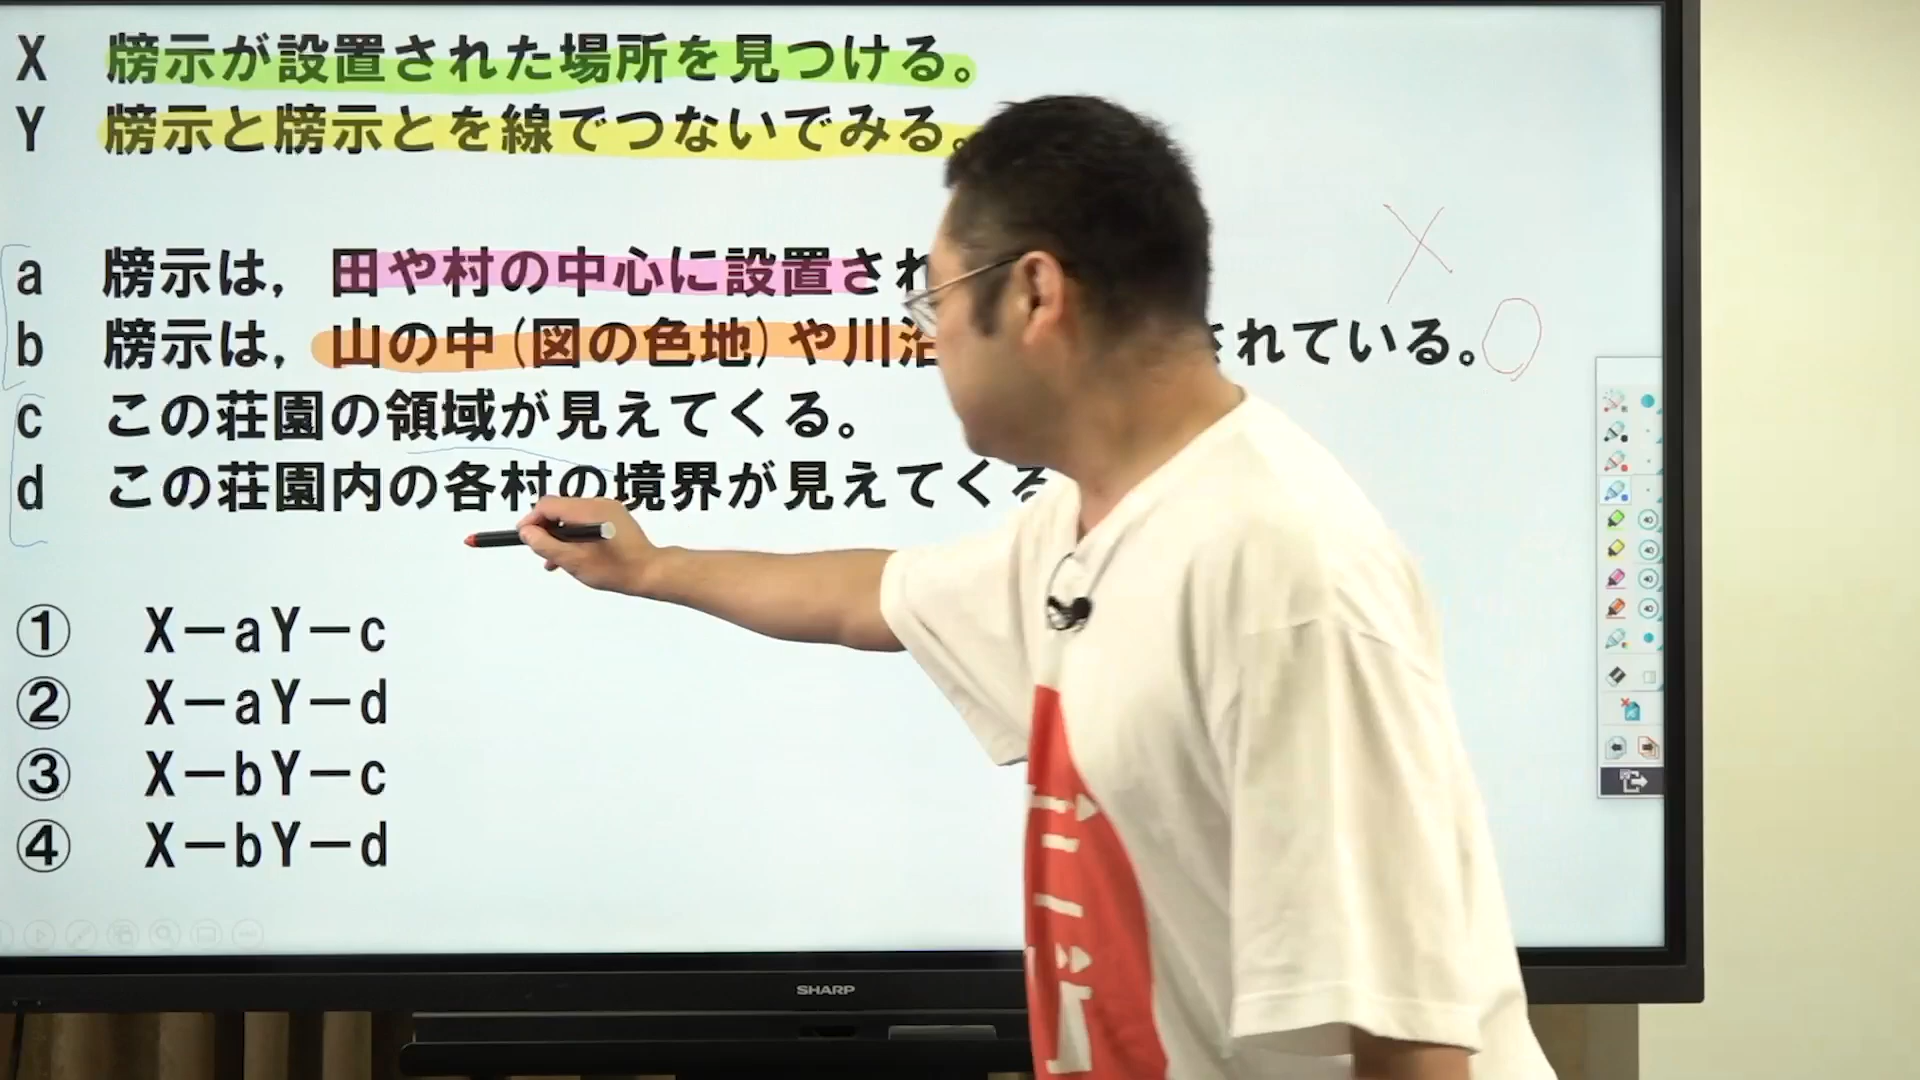 X 牓示が設置された場所を見つける。
Y 牓示と牓示とを線でつないでみる。
a 牓示は，田や村の中心に設置され
b 牓示は，山の中(図の色地)や川沿 されている。
c この荘園の領域が見えてくる。
d この荘園内の各村の境界が見えてくる
① X－aY－c
② X－aY－d
③ X－bY－c
④ X－bY－d
SHARP